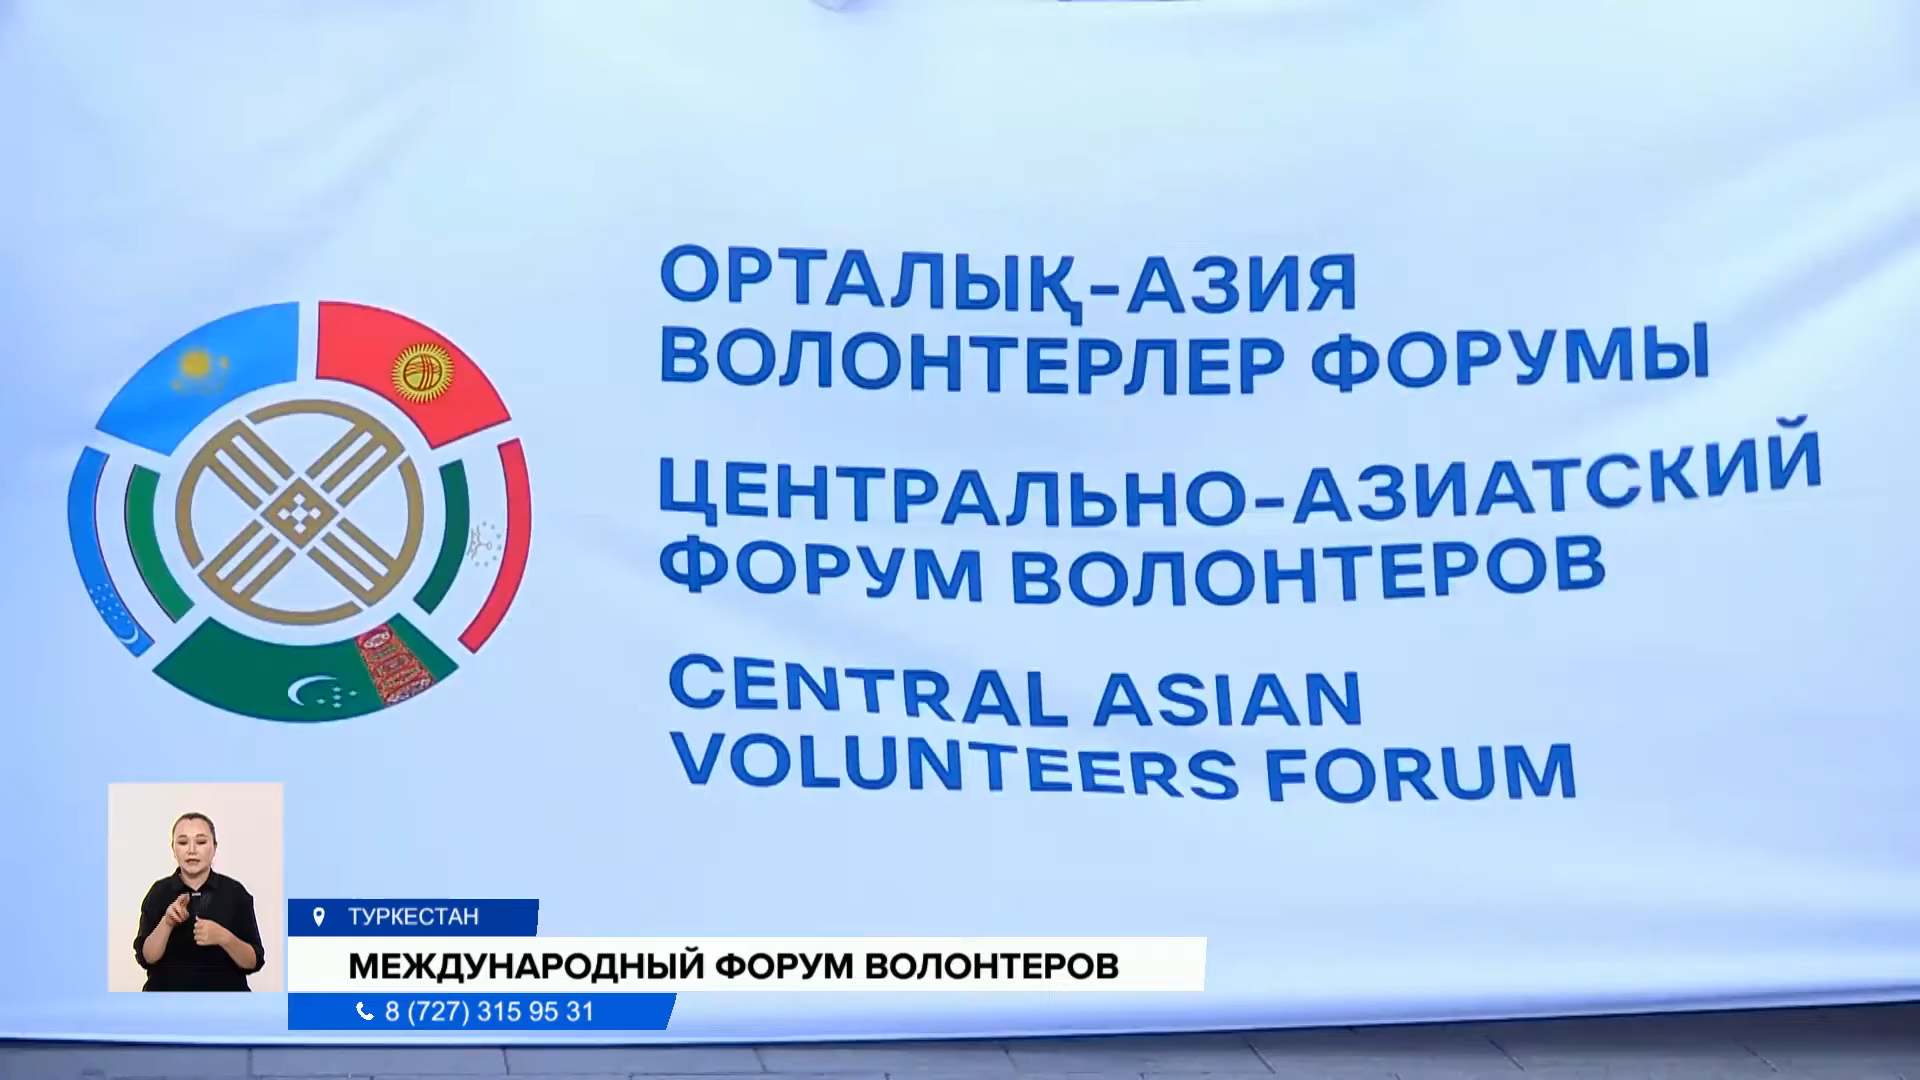 ОРТАЛЫҚ-АЗИЯ
ВОЛОНТЕРЛЕР ФОРУМЫ
ЦЕНТРАЛЬНО-АЗИАТСКИЙ
ФОРУМ ВОЛОНТЕРОВ
CENTRAL ASIAN
VOLUNTEERS FORUM
ТУРКЕСТАН
МЕЖДУНАРОДНЫЙ ФОРУМ ВОЛОНТЕРОВ
8 (727) 315 95 31